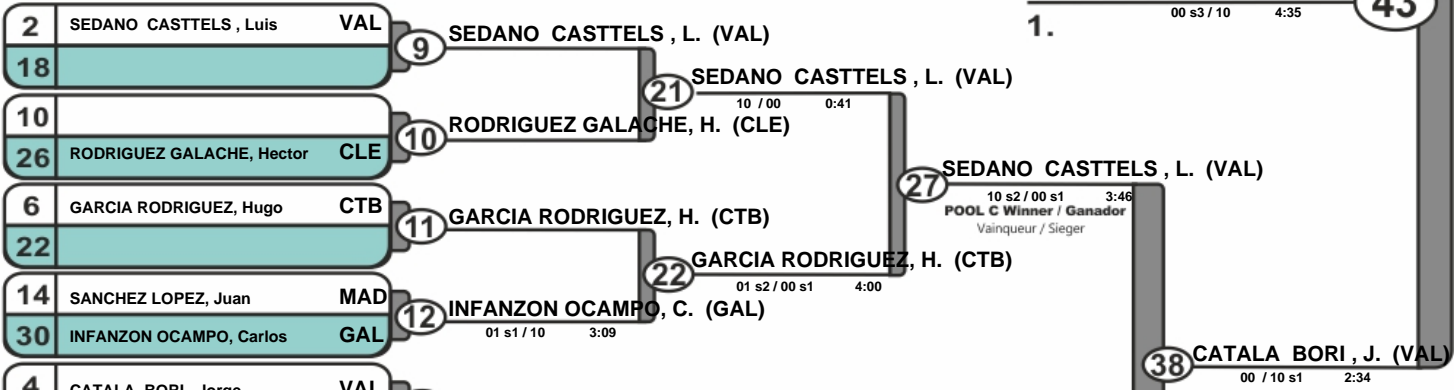 2 SEDANO CASTTELS , Luis VAL
18
9
SEDANO CASTTELS , L. (VAL)
10
26 RODRIGUEZ GALACHE, Hector CLE
10
RODRIGUEZ GALACHE, H. (CLE)
21
SEDANO CASTTELS , L. (VAL)
10 / 00 0:41
6 GARCIA RODRIGUEZ, Hugo CTB
22
11
GARCIA RODRIGUEZ, H. (CTB)
14 SANCHEZ LOPEZ, Juan MAD
30 INFANZON OCAMPO, Carlos GAL
12
INFANZON OCAMPO, C. (GAL)
01 s1 / 10 3:09
22
GARCIA RODRIGUEZ, H. (CTB)
01 s2 / 00 s1 4:00
27
SEDANO CASTTELS , L. (VAL)
10 s2 / 00 s1 3:46
POOL C Winner / Ganador
Vainqueur / Sieger
4 CATALA BORI , Jorge VAL
38
CATALA BORI , J. (VAL)
00 / 10 s1 2:34
00 s3 / 10 4:35
43
1.